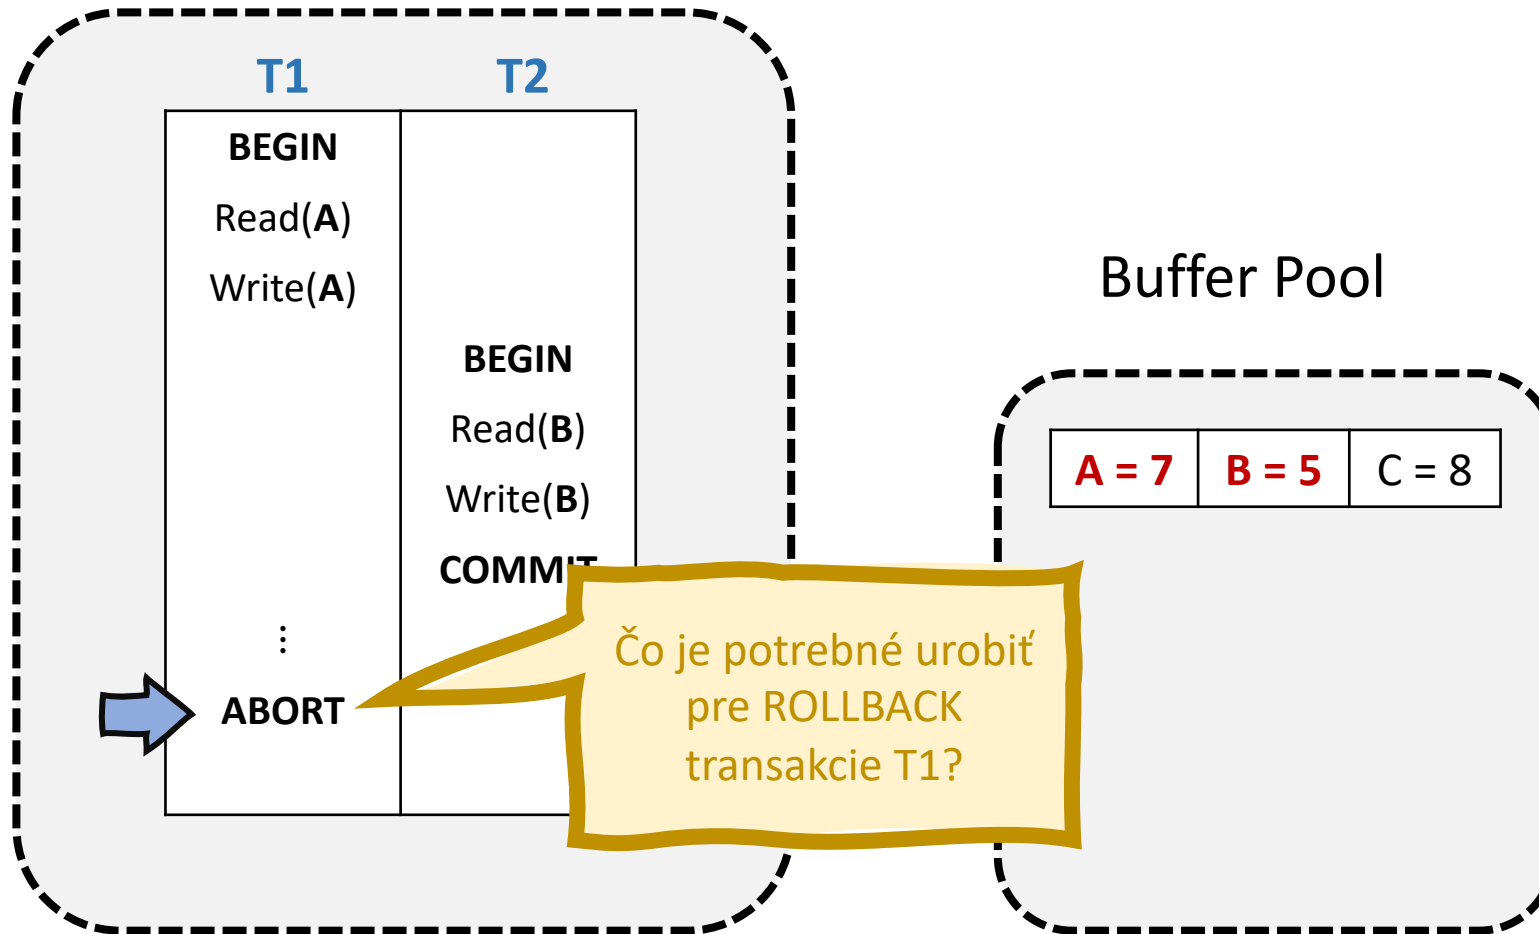 T1 T2
BEGIN
Read(A)
Write(A)
BEGIN
Read(B)
Write(B)
COMMIT
⋮
ABORT
Čo je potrebné urobiť
pre ROLLBACK
transakcie T1?
Buffer Pool
A = 7 B = 5 C = 8